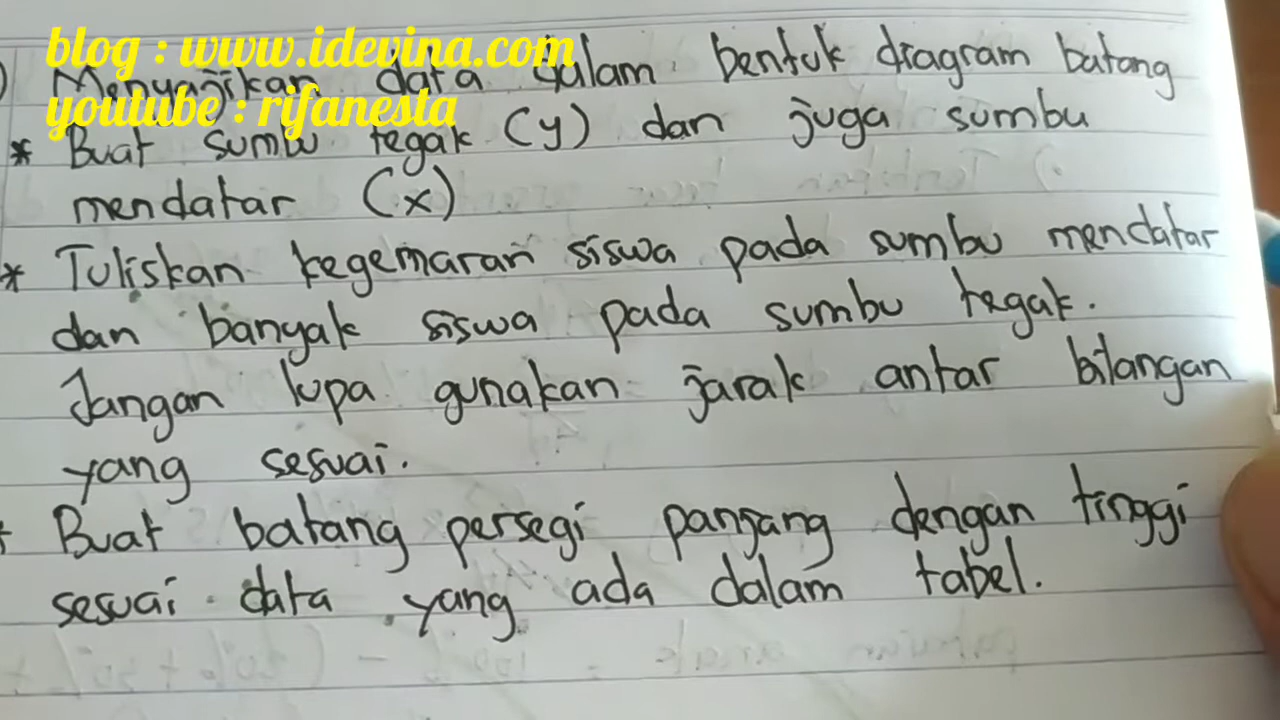 blog : www.idevina.com
) Menyajikan data dalam bentuk diagram batang
youtube : rifanesta
* Buat sumbu tegak (y) dan juga sumbu
mendatar (x)
* Tuliskan kegemaran siswa pada sumbu mendatar
dan banyak siswa pada sumbu tegak.
Jangan lupa gunakan jarak antar bilangan
yang sesuai.
* Buat batang persegi panjang dengan tinggi
sesuai data yang ada dalam tabel.